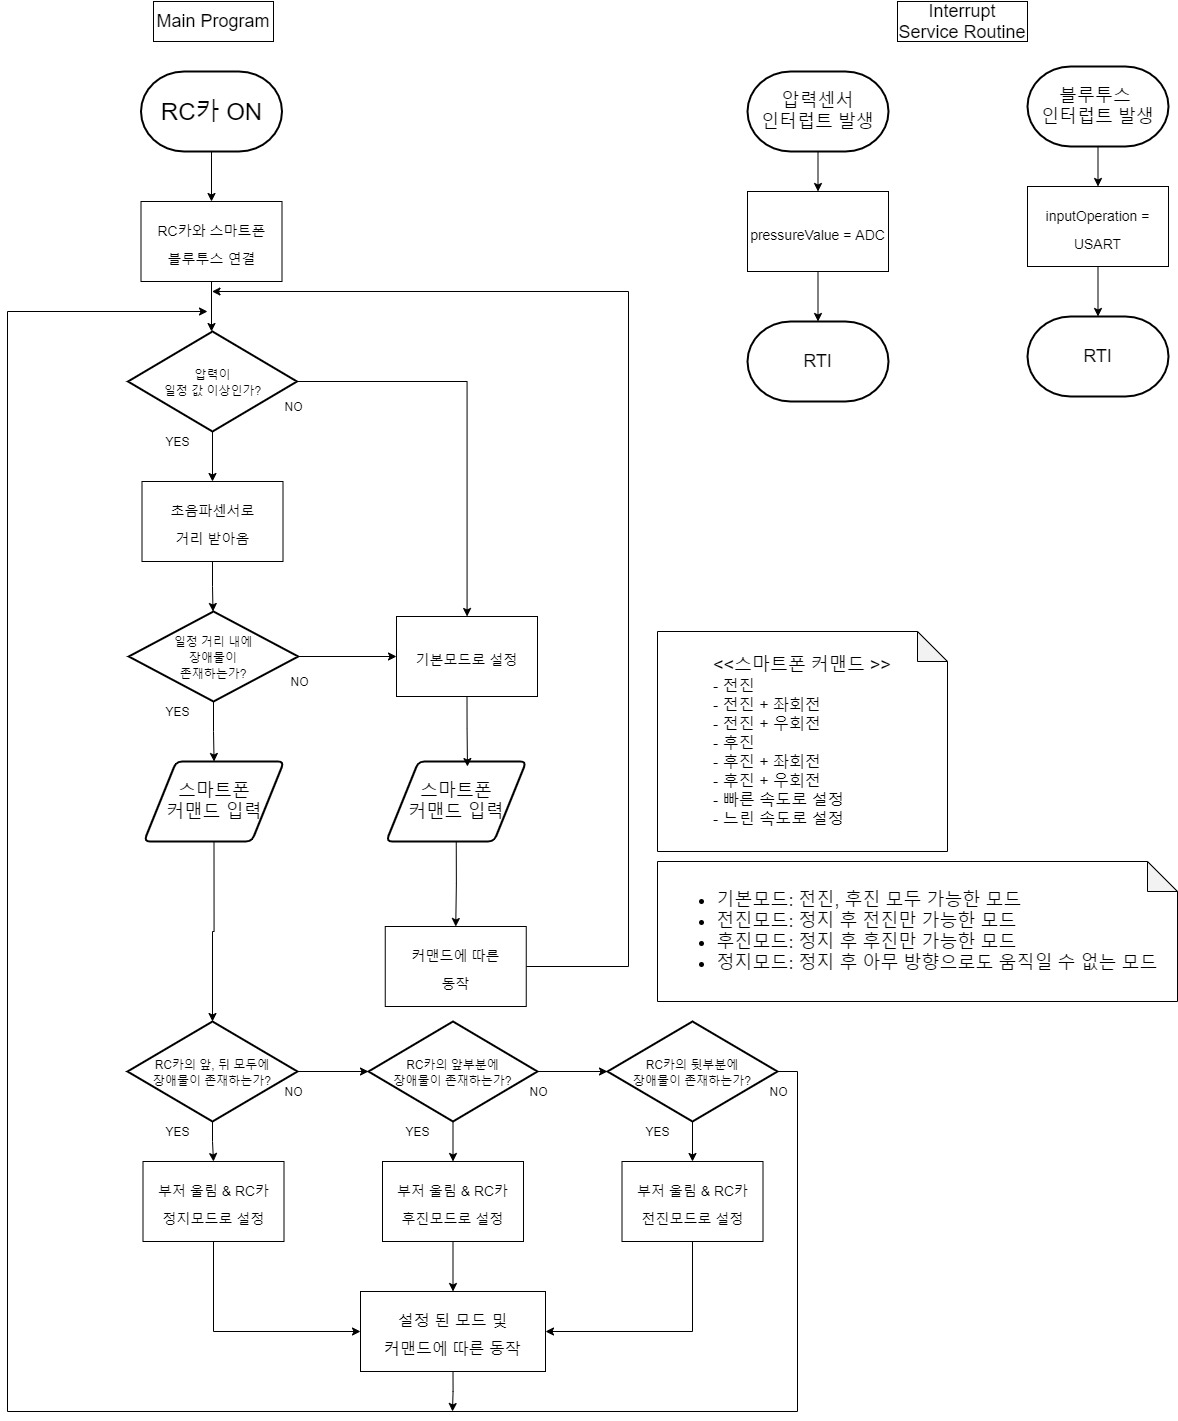 Main Program
RC카 ON
RC카와 스마트폰
블루투스 연결
압력이
일정 값 이상인가?
NO
YES
초음파센서로
거리 받아옴
일정 거리 내에
장애물이
존재하는가?
NO
YES
기본모드로 설정
스마트폰
커맨드 입력
스마트폰
커맨드 입력
커맨드에 따른
동작
RC카의 앞, 뒤 모두에
장애물이 존재하는가?
NO
YES
RC카의 앞부분에
장애물이 존재하는가?
NO
YES
RC카의 뒷부분에
장애물이 존재하는가?
NO
YES
부저 울림 & RC카
정지모드로 설정
부저 울림 & RC카
후진모드로 설정
부저 울림 & RC카
전진모드로 설정
설정 된 모드 및
커맨드에 따른 동작
Interrupt
Service Routine
압력센서
인터럽트 발생
pressureValue = ADC
RTI
블루투스
인터럽트 발생
inputOperation =
USART
RTI
<<스마트폰 커맨드 >>
- 전진
- 전진 + 좌회전
- 전진 + 우회전
- 후진
- 후진 + 좌회전
- 후진 + 우회전
- 빠른 속도로 설정
- 느린 속도로 설정
• 기본모드: 전진, 후진 모두 가능한 모드
• 전진모드: 정지 후 전진만 가능한 모드
• 후진모드: 정지 후 후진만 가능한 모드
• 정지모드: 정지 후 아무 방향으로도 움직일 수 없는 모드